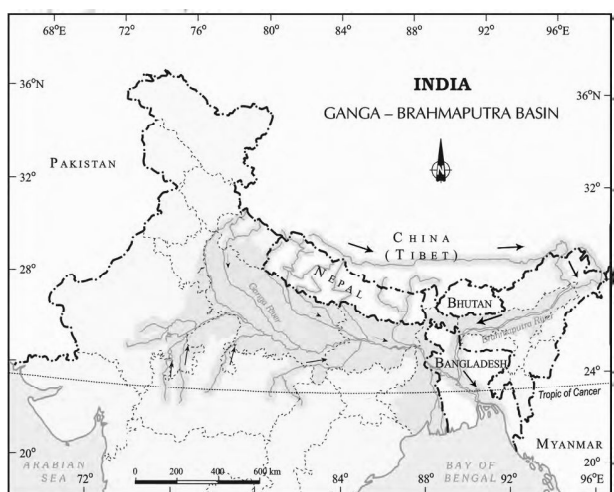 68°E 72° 76° 80° 84° 88° 92° 96°E
36°N
36°N
INDIA
GANGA – BRAHMAPUTRA BASIN
PAKISTAN
32°
32°
CHINA
(TIBET)
NEPAL
28°
28°
BHUTAN
Ganga River
Brahmaputra River
BANGLADESH
24°
24°
Tropic of Cancer
MYANMAR
20°
20°
ARABIAN
SEA
BAY OF
BENGAL
0 200 400 600 km
72° 76° 80° 84° 88° 92° 96°E